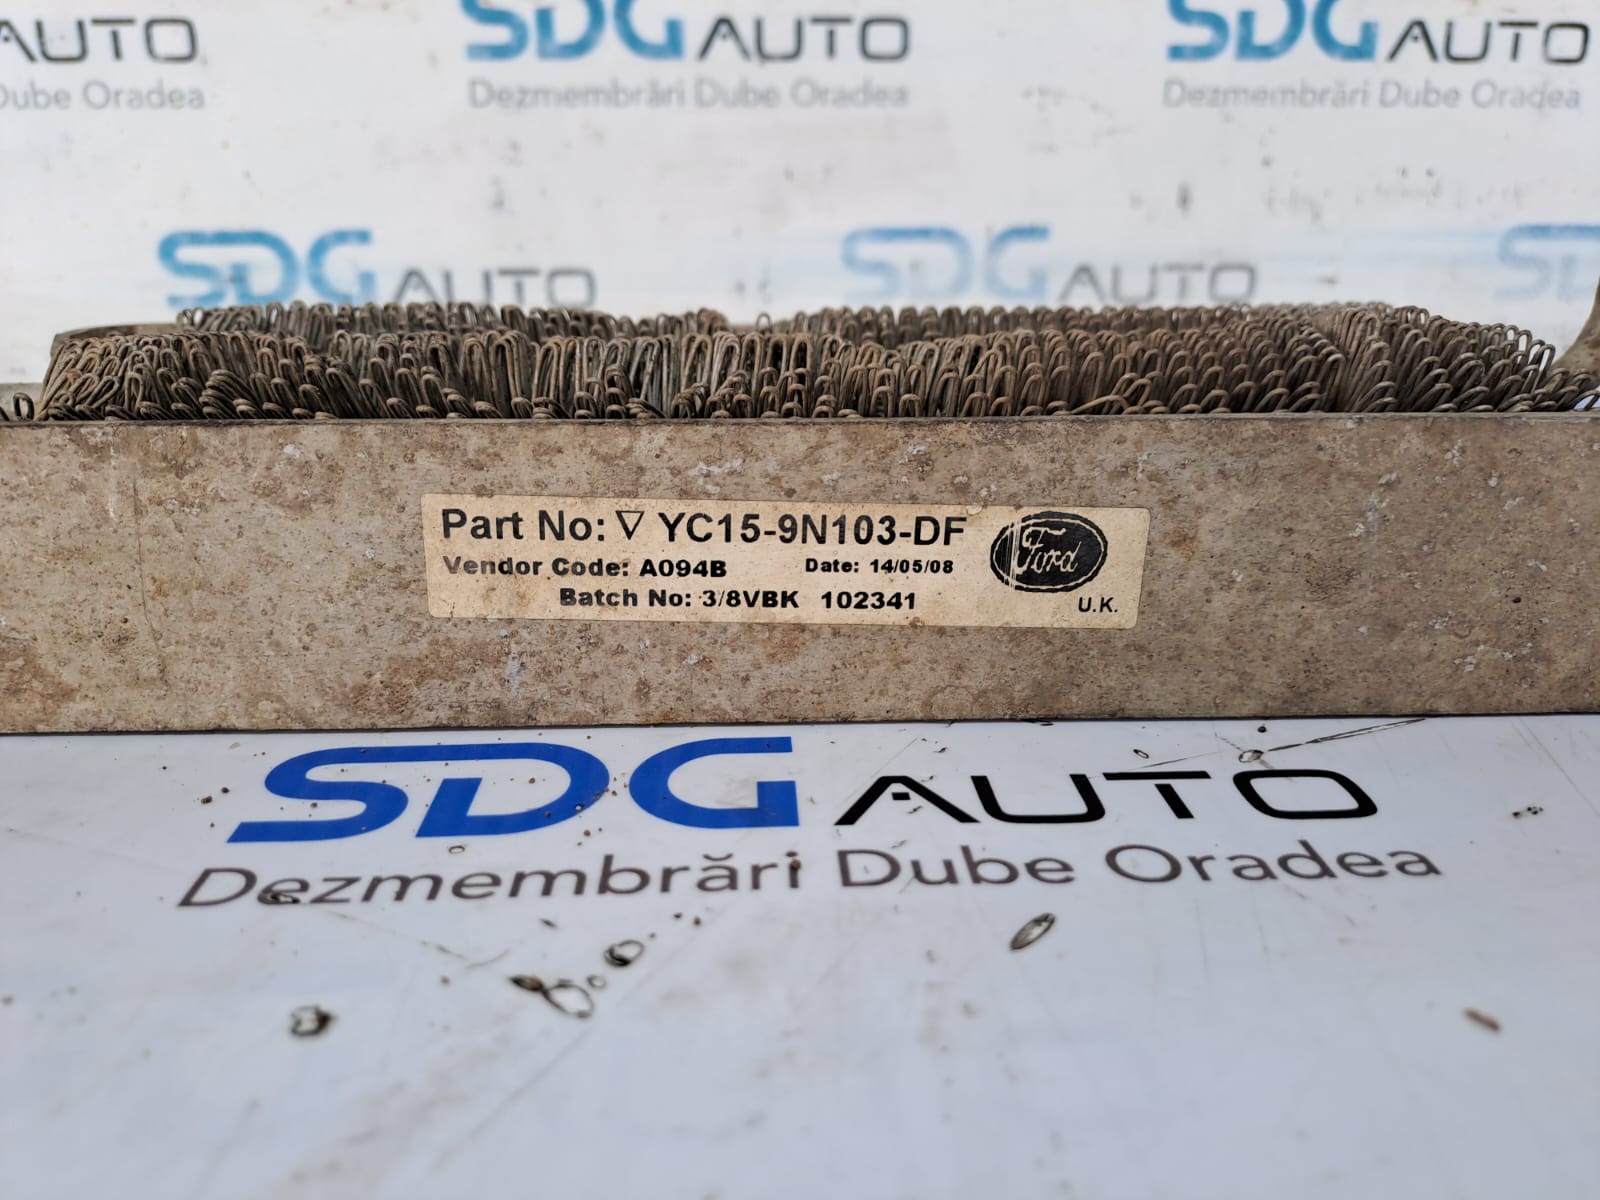 AUTO
Dube Oradea
SDG AUTO
Dezmembrări Dube Oradea
SDG AUTO
Dezmembrări Dube Oradea
SDG AUTO
SDG AUTO
SDG
Part No: ▽ YC15-9N103-DF
Vendor Code: A094B Date: 14/05/08
Batch No: 3/8VBK 102341
Ford
U.K.
SDG AUTO
Dezmembrări Dube Oradea